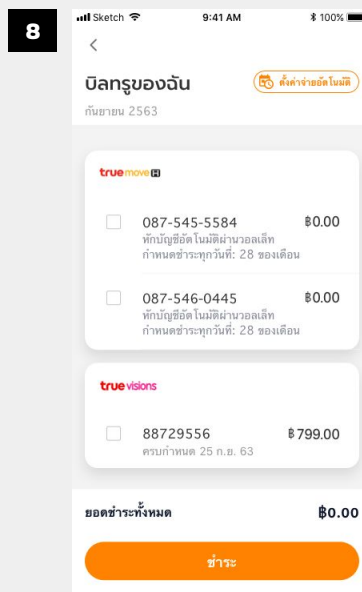 8
Sketch 9:41 AM 100%
บิลทรูของฉัน
ตั้งค่าจ่ายอัตโนมัติ
กันยายน 2563
true move H
087-545-5584 ฿0.00
หักบัญชีอัตโนมัติผ่านวอลเล็ท
กำหนดชำระทุกวันที่: 28 ของเดือน
087-546-0445 ฿0.00
หักบัญชีอัตโนมัติผ่านวอลเล็ท
กำหนดชำระทุกวันที่: 28 ของเดือน
true visions
88729556 ฿799.00
ครบกำหนด 25 ก.ย. 63
ยอดชำระทั้งหมด ฿0.00
ชำระ